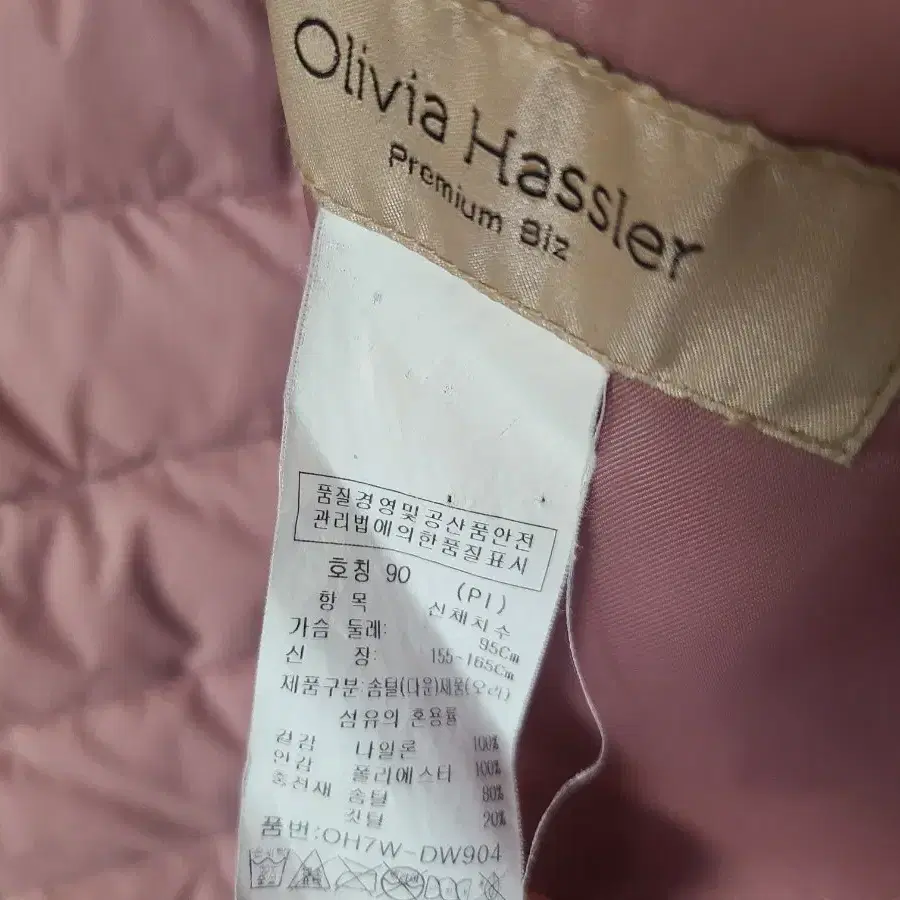 Olivia Hassler
Premium Biz
품질경영및공산품안전
관리법에의한품질표시
호칭 90 (PI)
항 목 신체치수
가슴 둘레: 95Cm
신 장: 155-165Cm
제품구분:솜털(다운)제품(오리)
섬유의 혼용률
겉감 나일론 100%
안감 폴리에스터 100%
충전재 솜털 80%
깃털 20%
품번:OH7W-DW904